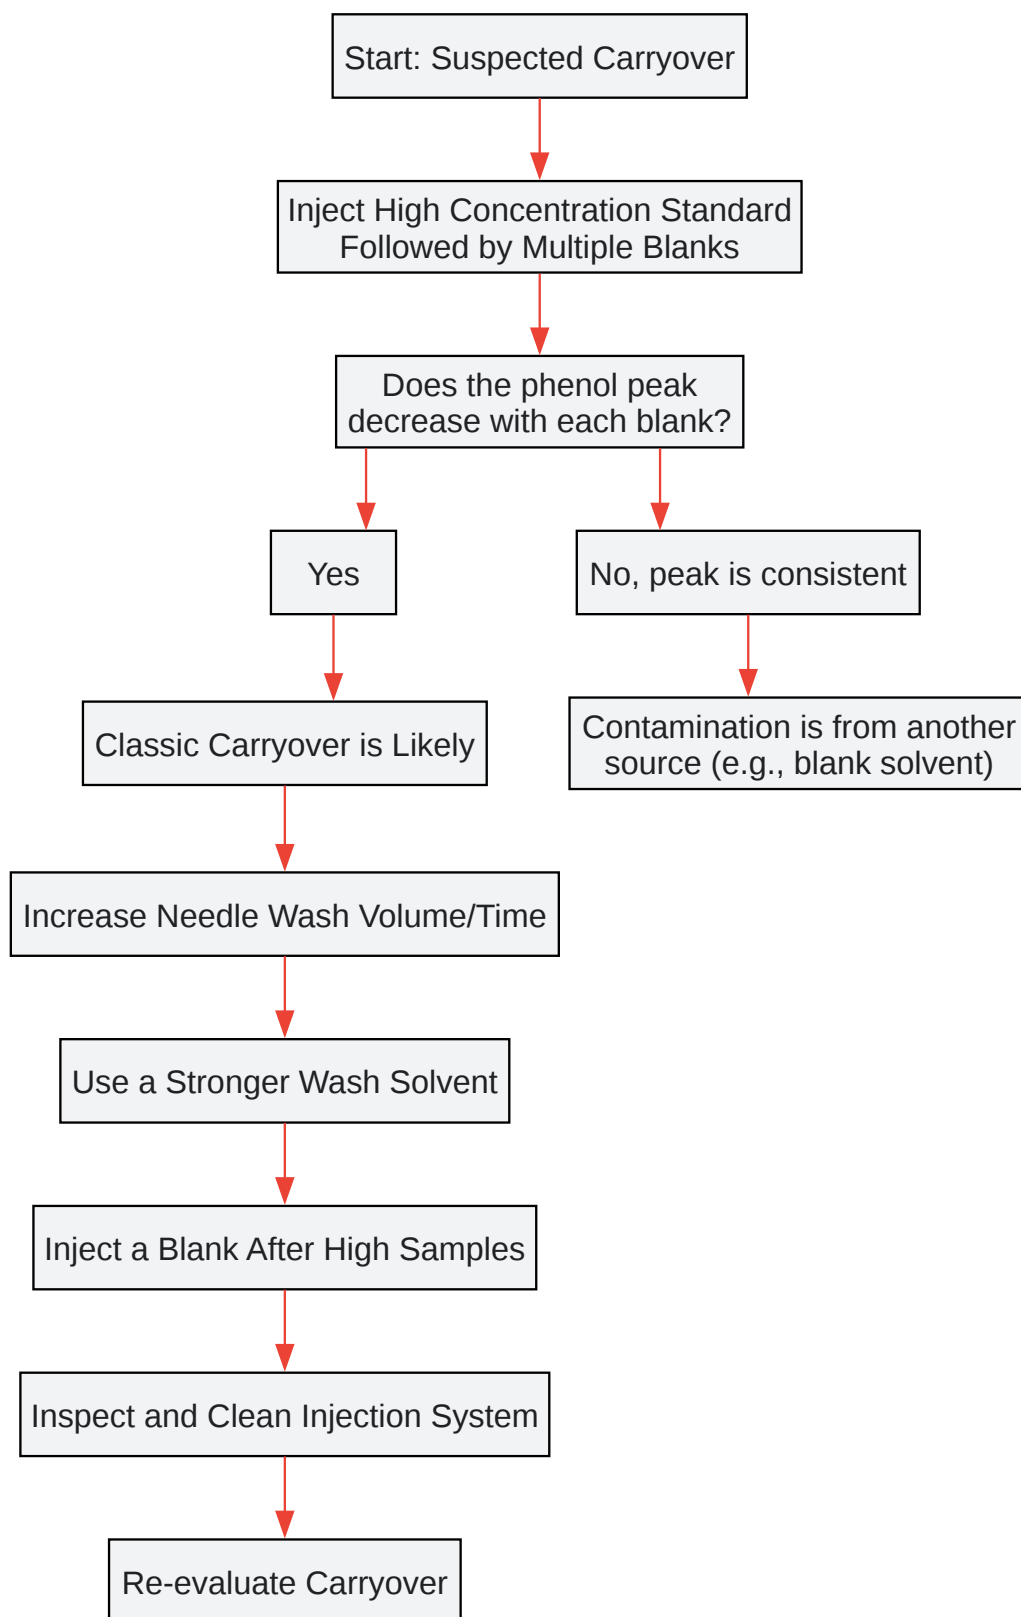 Start: Suspected Carryover
Inject High Concentration Standard
Followed by Multiple Blanks
Does the phenol peak
decrease with each blank?
Yes
No, peak is consistent
Classic Carryover is Likely
Contamination is from another
source (e.g., blank solvent)
Increase Needle Wash Volume/Time
Use a Stronger Wash Solvent
Inject a Blank After High Samples
Inspect and Clean Injection System
Re-evaluate Carryover